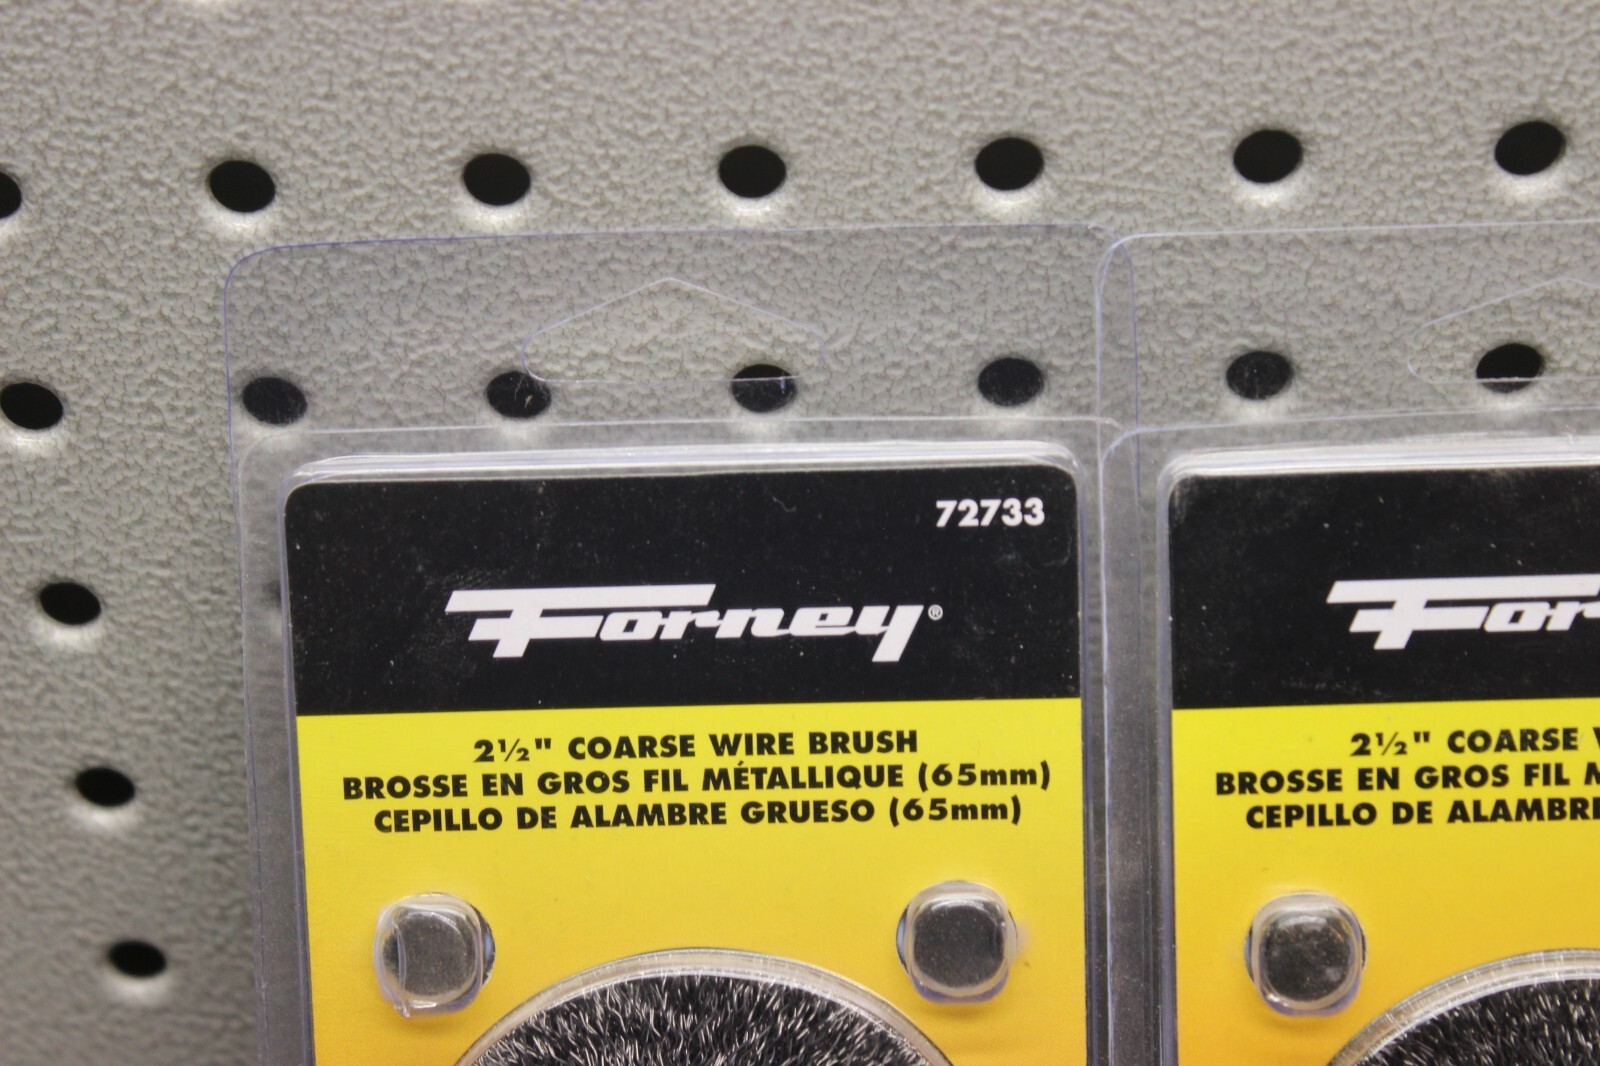 72733
Forney®
2½" COARSE WIRE BRUSH
BROSSE EN GROS FIL MÉTALLIQUE (65mm)
CEPILLO DE ALAMBRE GRUESO (65mm)
For
2½" COARSE
BROSSE EN GROS FIL
CEPILLO DE ALAMBR